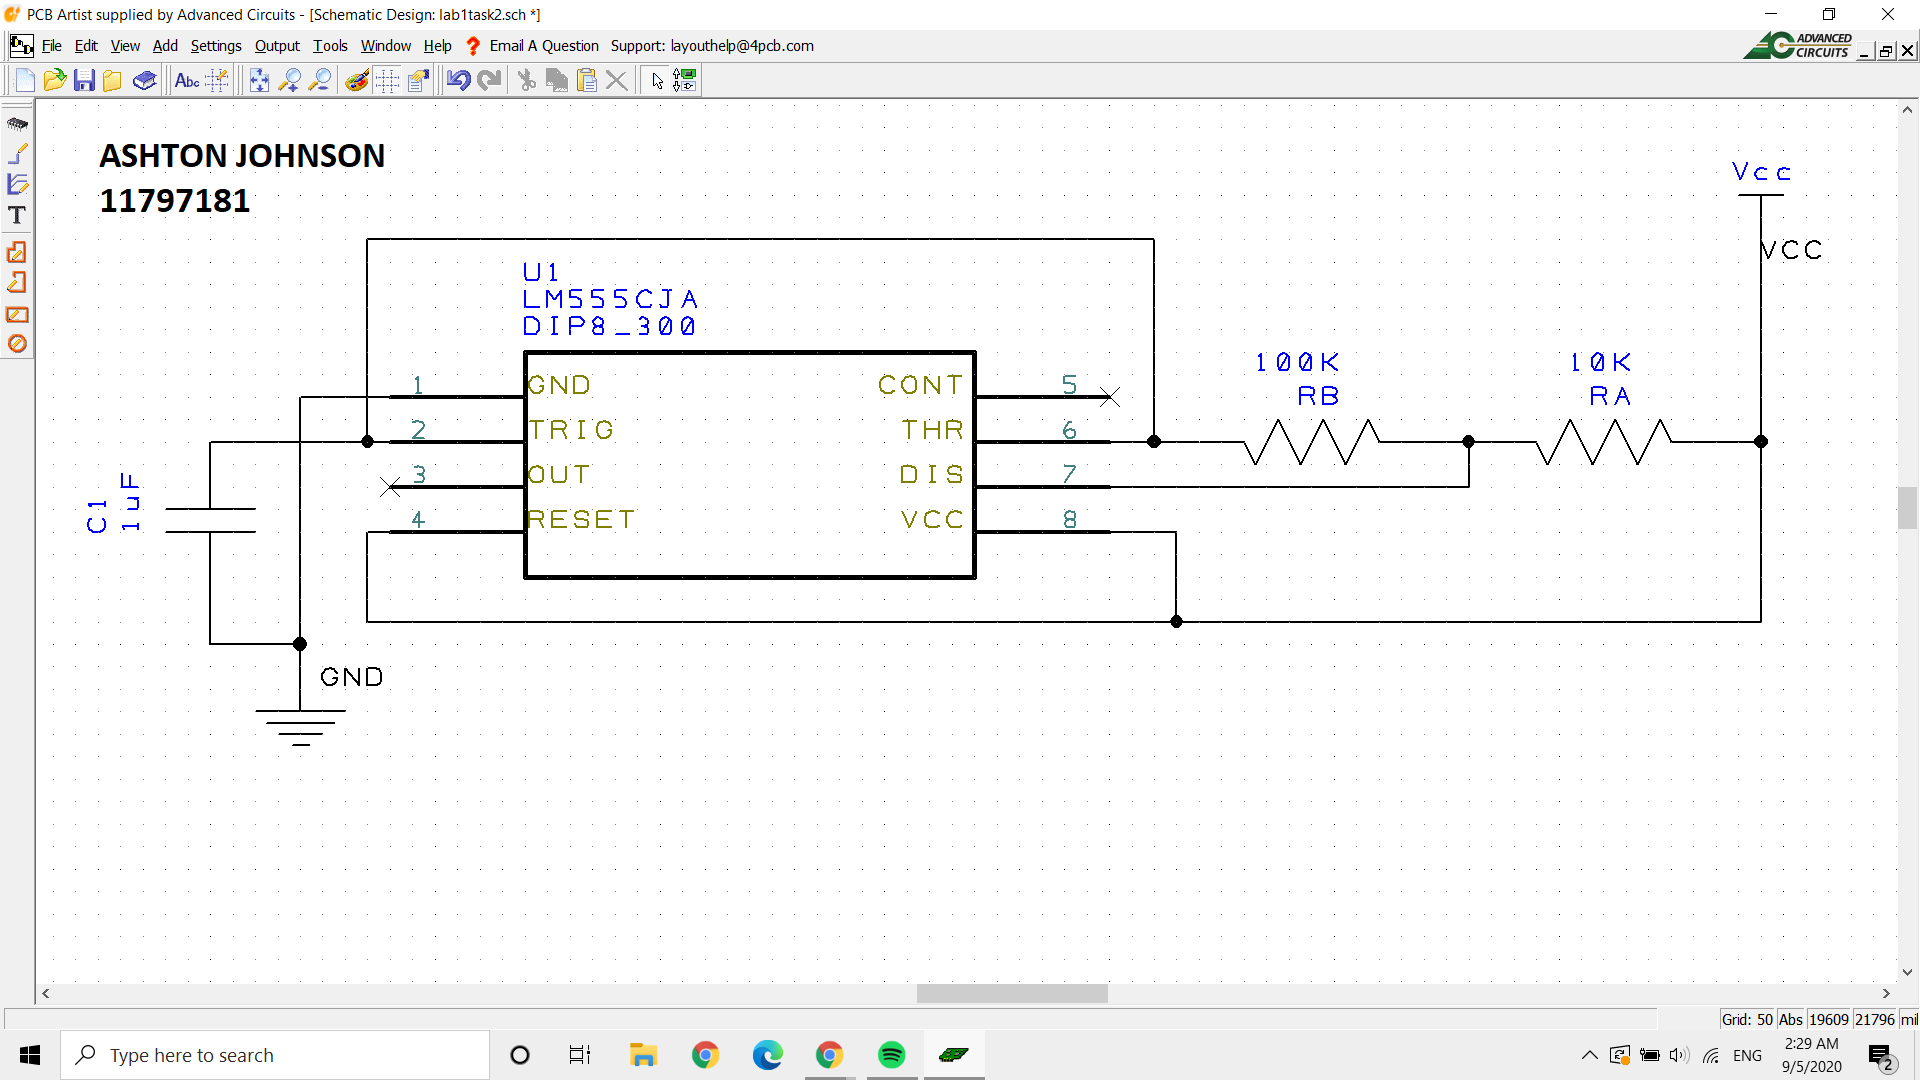 PCB Artist supplied by Advanced Circuits - [Schematic Design: lab1task2.sch *]
File Edit View Add Settings Output Tools Window Help ? Email A Question Support: layouthelp@4pcb.com
ADVANCED
CIRCUITS
Abc
T
ASHTON JOHNSON
11797181
Vcc
VCC
U1
LM555CJA
DIP8_300
100K
RB
10K
RA
1 GND CONT 5
2 TRIG THR 6
3 OUT DIS 7
4 RESET VCC 8
C1
1uF
GND
Grid: 50 Abs 19609 21796 mil
Type here to search
ENG
2:29 AM
9/5/2020
2